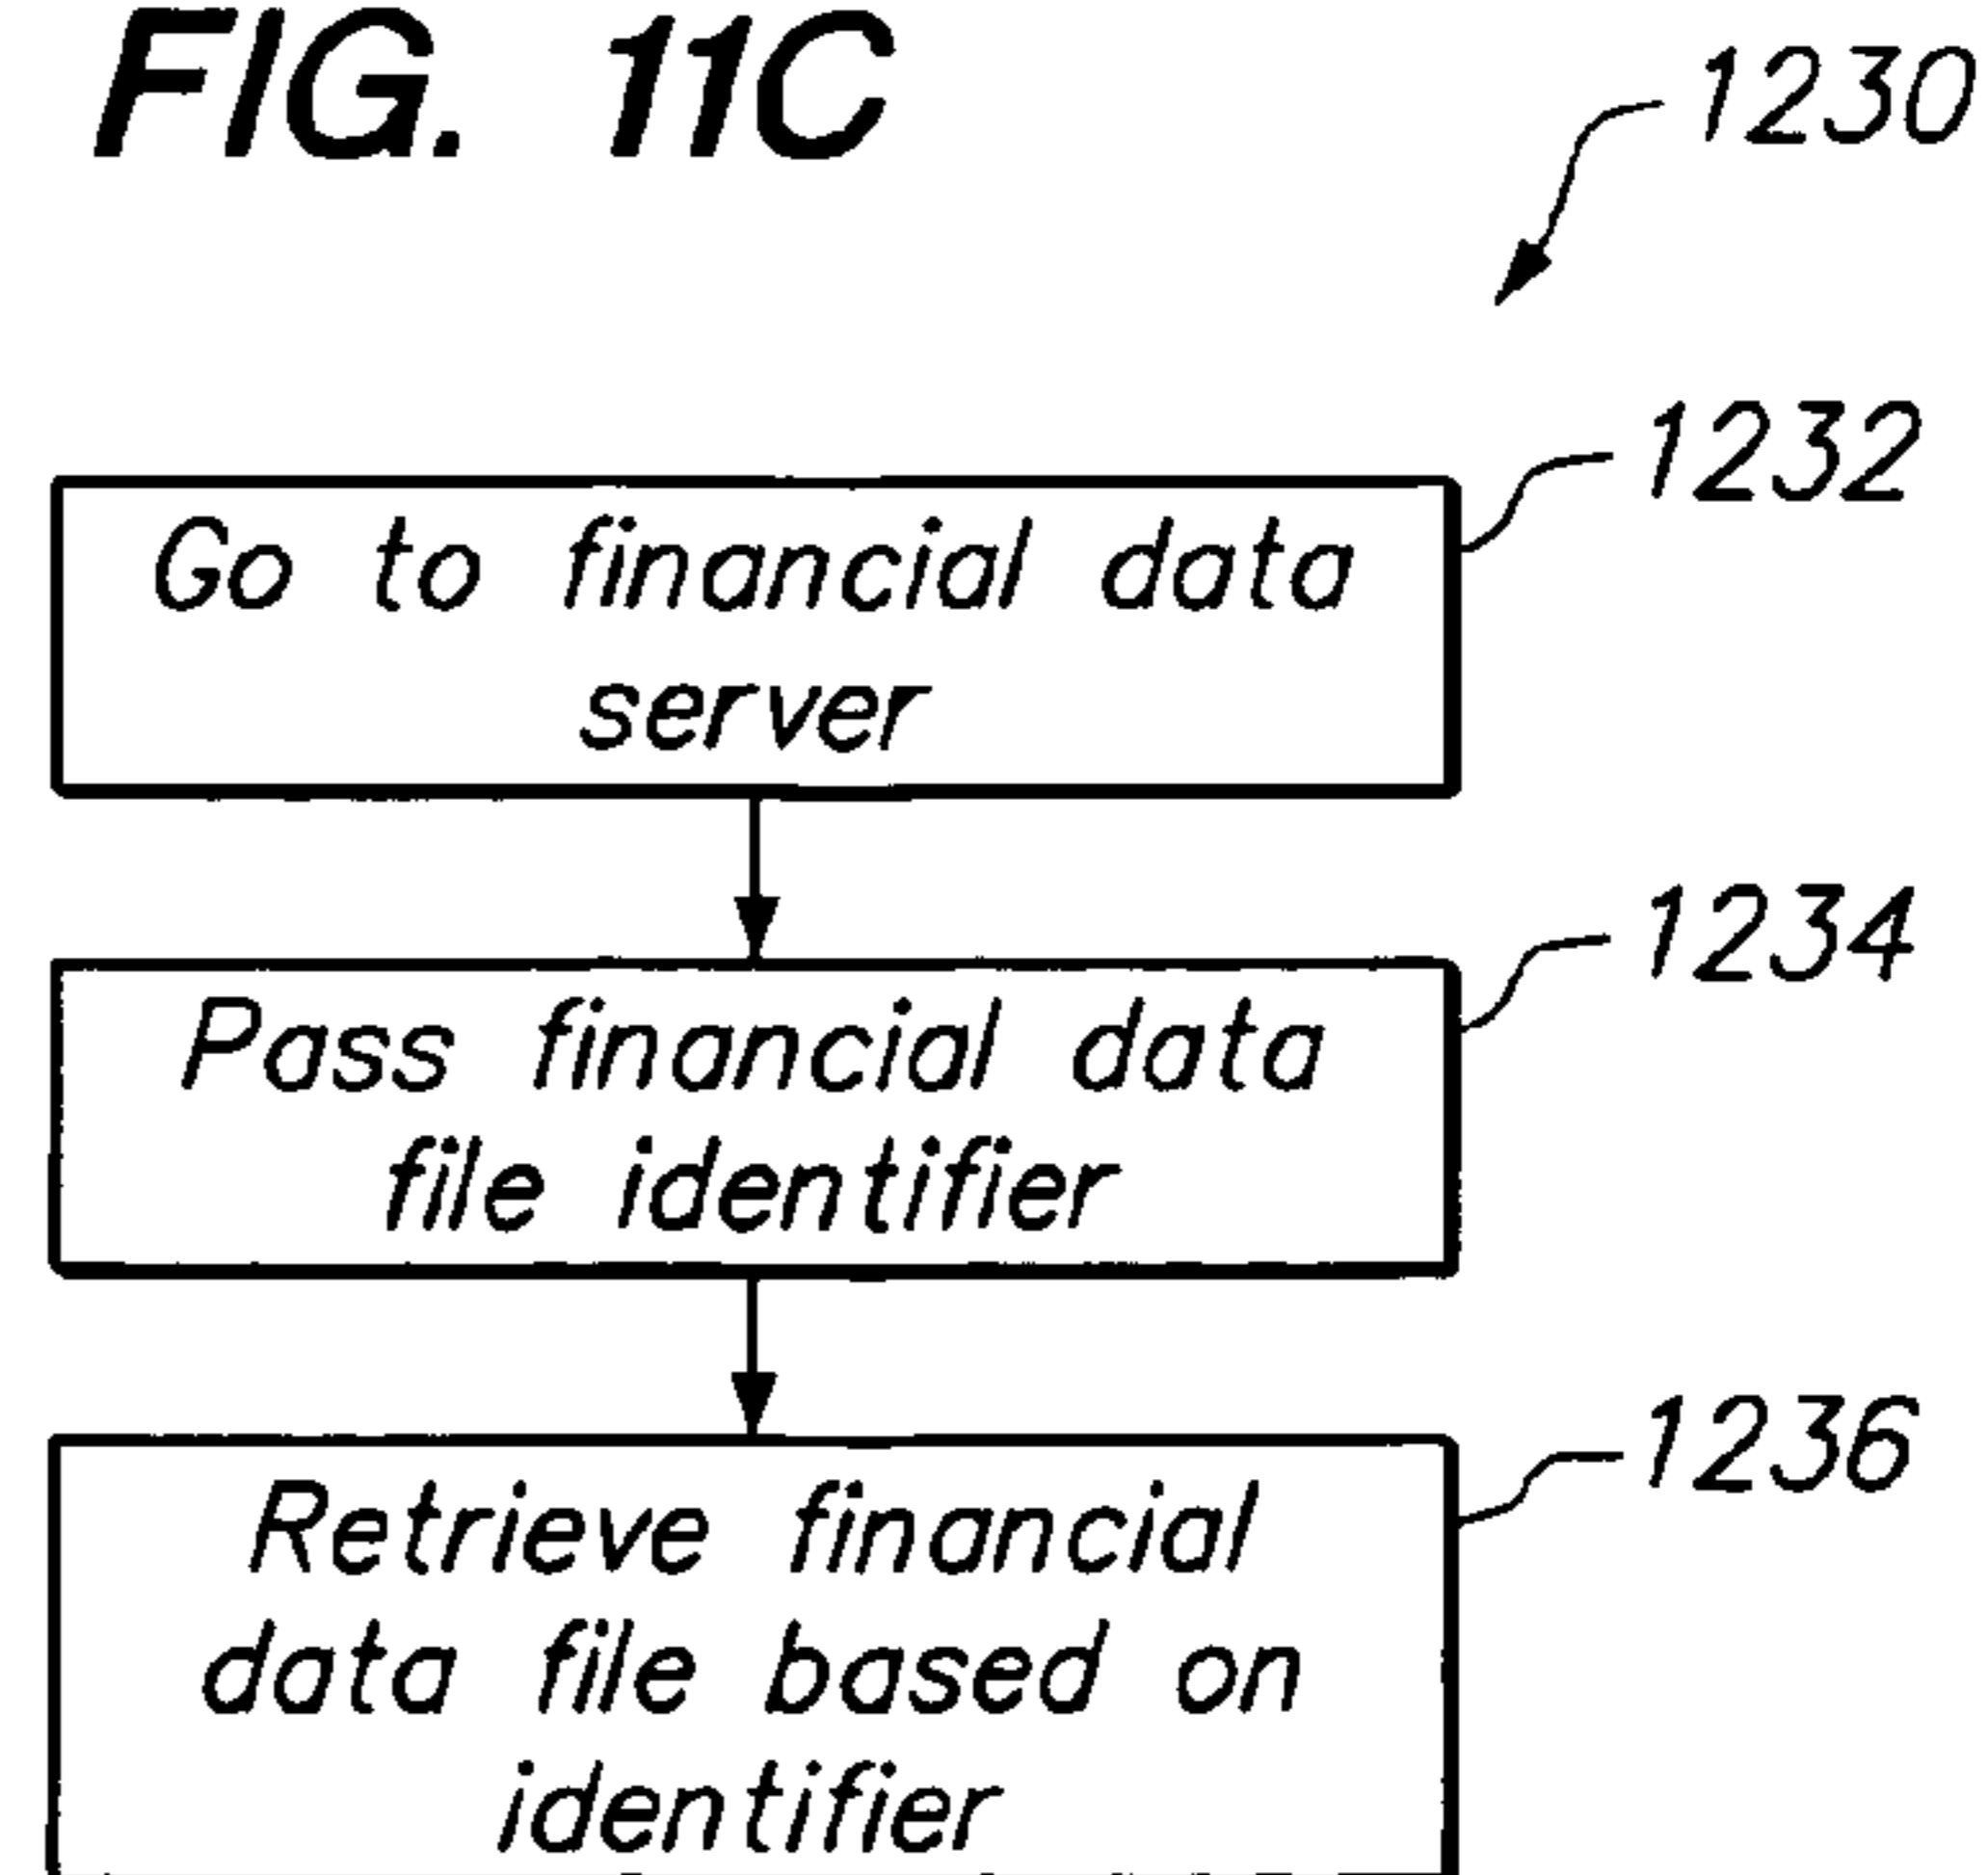 FIG. 11C
1230
1232
Go to financial data
server
1234
Pass financial data
file identifier
1236
Retrieve financial
data file based on
identifier